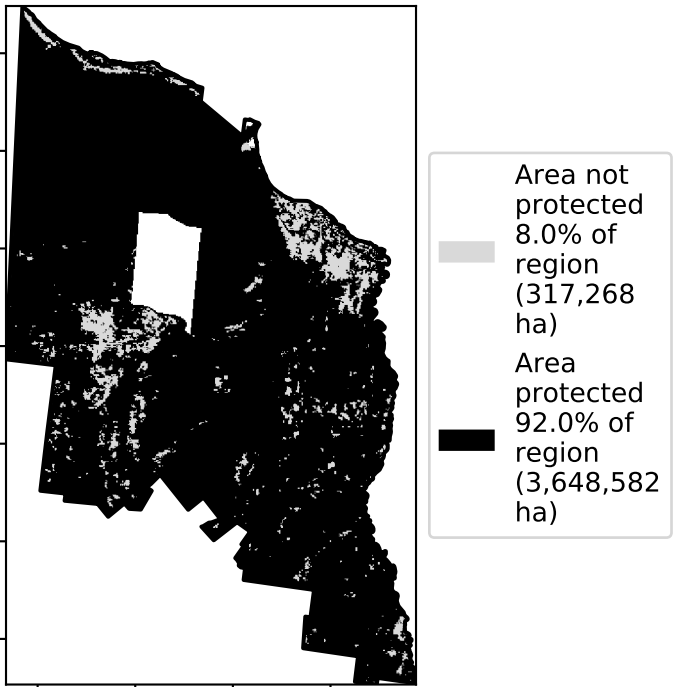 Area not
protected
8.0% of
region
(317,268
ha)
Area
protected
92.0% of
region
(3,648,582
ha)